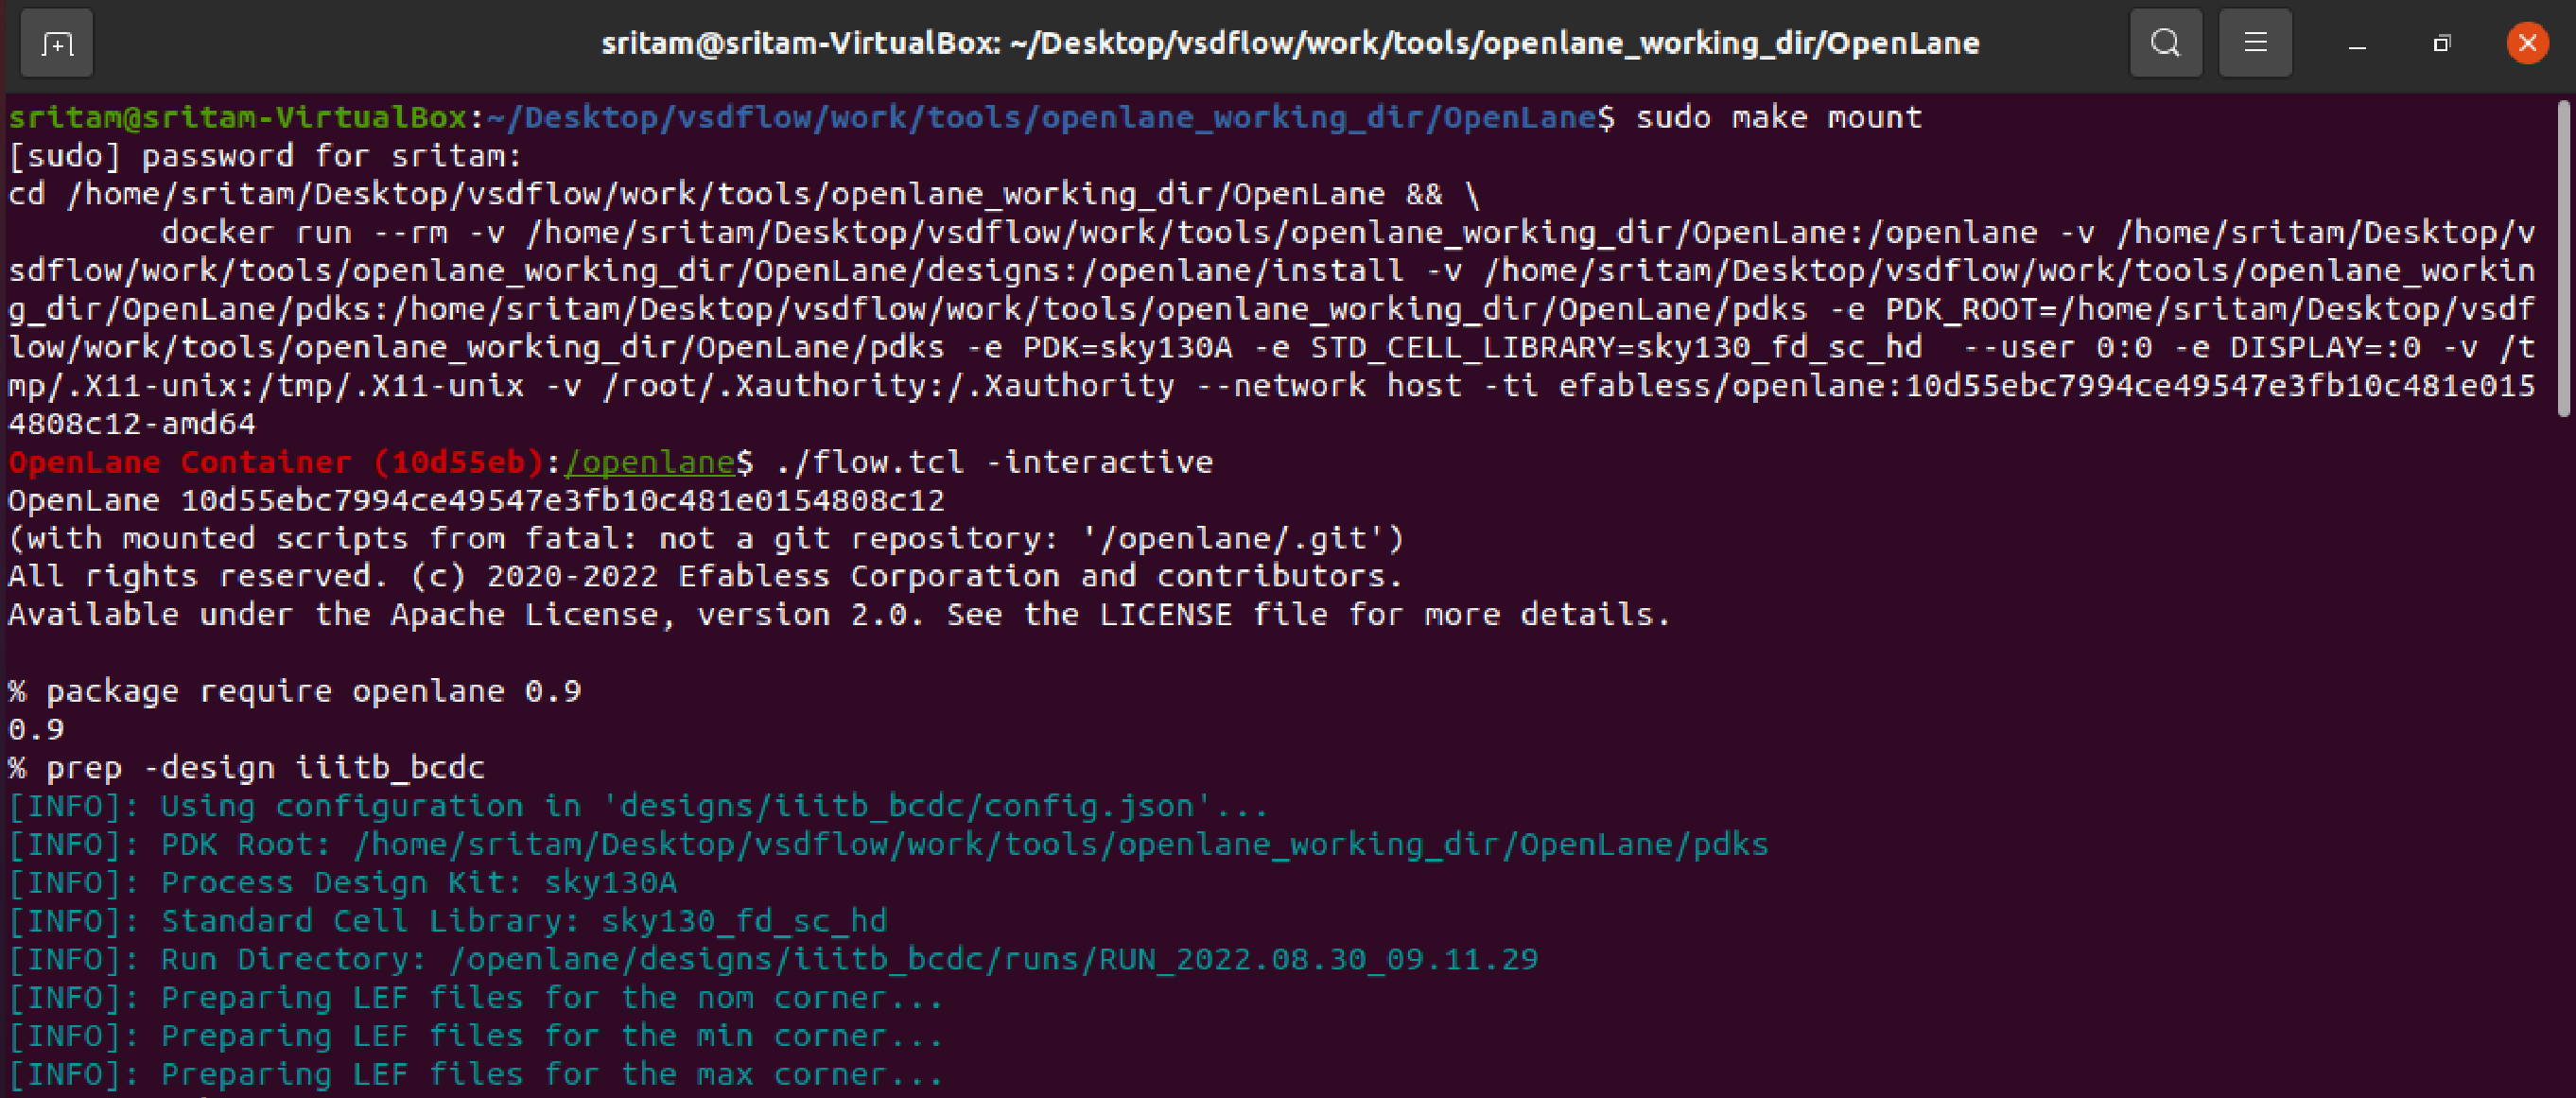 sritam@sritam-VirtualBox: ~/Desktop/vsdflow/work/tools/openlane_working_dir/OpenLane
sritam@sritam-VirtualBox:~/Desktop/vsdflow/work/tools/openlane_working_dir/OpenLane$ sudo make mount
[sudo] password for sritam:
cd /home/sritam/Desktop/vsdflow/work/tools/openlane_working_dir/OpenLane && \
        docker run --rm -v /home/sritam/Desktop/vsdflow/work/tools/openlane_working_dir/OpenLane:/openlane -v /home/sritam/Desktop/v
sdflow/work/tools/openlane_working_dir/OpenLane/designs:/openlane/install -v /home/sritam/Desktop/vsdflow/work/tools/openlane_workin
g_dir/OpenLane/pdks:/home/sritam/Desktop/vsdflow/work/tools/openlane_working_dir/OpenLane/pdks -e PDK_ROOT=/home/sritam/Desktop/vsdf
low/work/tools/openlane_working_dir/OpenLane/pdks -e PDK=sky130A -e STD_CELL_LIBRARY=sky130_fd_sc_hd  --user 0:0 -e DISPLAY=:0 -v /t
mp/.X11-unix:/tmp/.X11-unix -v /root/.Xauthority:/.Xauthority --network host -ti efabless/openlane:10d55ebc7994ce49547e3fb10c481e015
4808c12-amd64
OpenLane Container (10d55eb):/openlane$ ./flow.tcl -interactive
OpenLane 10d55ebc7994ce49547e3fb10c481e0154808c12
(with mounted scripts from fatal: not a git repository: '/openlane/.git')
All rights reserved. (c) 2020-2022 Efabless Corporation and contributors.
Available under the Apache License, version 2.0. See the LICENSE file for more details.
% package require openlane 0.9
0.9
% prep -design iiitb_bcdc
[INFO]: Using configuration in 'designs/iiitb_bcdc/config.json'...
[INFO]: PDK Root: /home/sritam/Desktop/vsdflow/work/tools/openlane_working_dir/OpenLane/pdks
[INFO]: Process Design Kit: sky130A
[INFO]: Standard Cell Library: sky130_fd_sc_hd
[INFO]: Run Directory: /openlane/designs/iiitb_bcdc/runs/RUN_2022.08.30_09.11.29
[INFO]: Preparing LEF files for the nom corner...
[INFO]: Preparing LEF files for the min corner...
[INFO]: Preparing LEF files for the max corner...